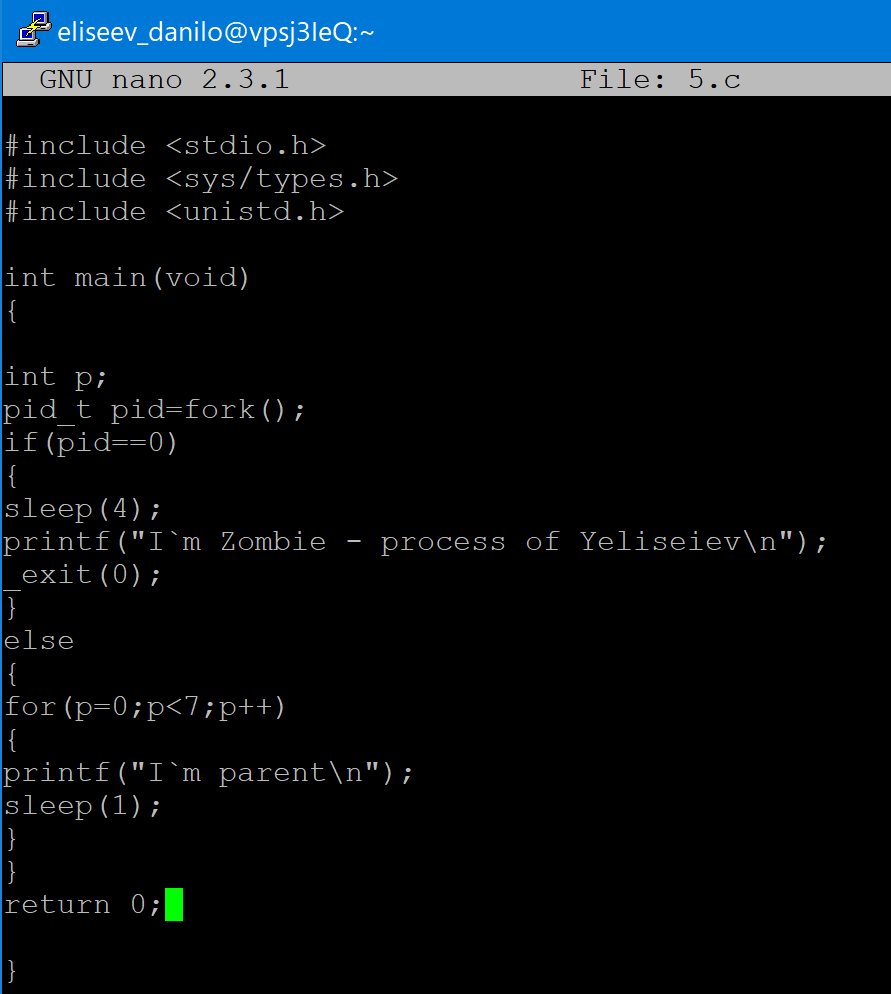 eliseev_danilo@vpsj3IeQ:~
GNU nano 2.3.1 File: 5.c
#include <stdio.h>
#include <sys/types.h>
#include <unistd.h>
int main(void)
{
int p;
pid_t pid=fork();
if(pid==0)
{
sleep(4);
printf("I`m Zombie - process of Yeliseiev\n");
_exit(0);
}
else
{
for(p=0;p<7;p++)
{
printf("I`m parent\n");
sleep(1);
}
}
return 0;
}